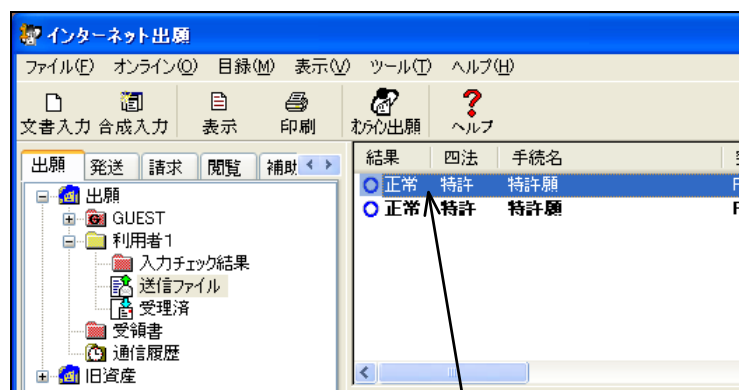 インターネット出願
ファイル(F) オンライン(O) 目録(M) 表示(V) ツール(T) ヘルプ(H)
文書入力 合成入力 表示 印刷 オンライン出願 ヘルプ
出願 発送 請求 閲覧 補助
結果 四法 手続名
正常 特許 特許願
正常 特許 特許願
出願
GUEST
利用者1
入力チェック結果
送信ファイル
受理済
受領書
通信履歴
旧資産